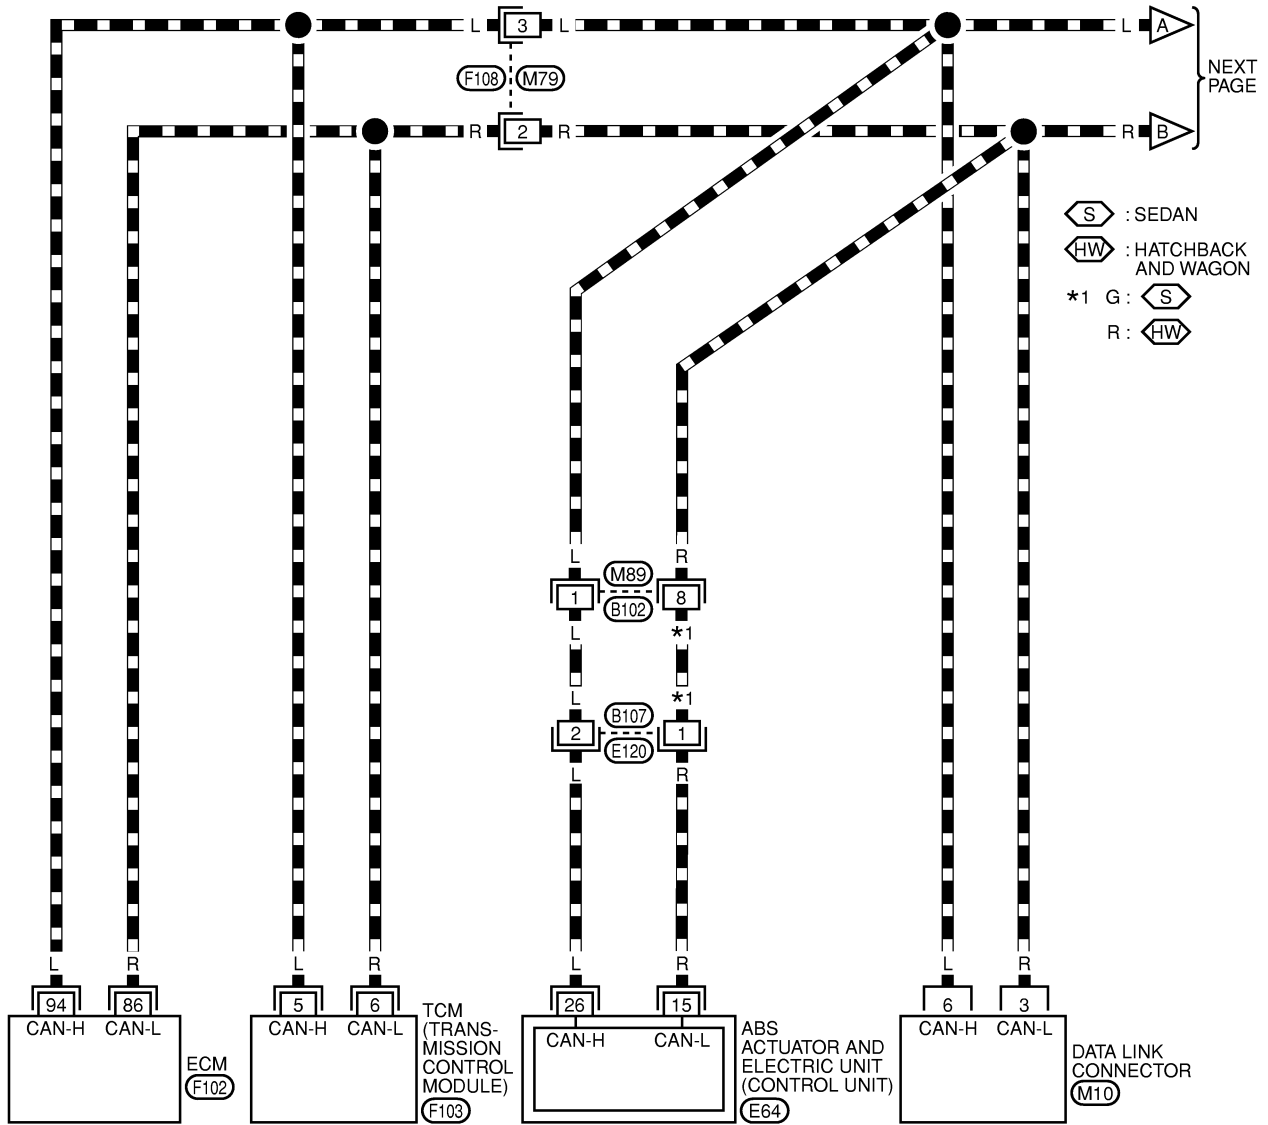 L 3 L L A
F108 M79
NEXT
PAGE
R 2 R R B
S : SEDAN
HW : HATCHBACK
AND WAGON
*1 G : S
R : HW
L R
M89
1 8
B102
L *1
L *1
B107
2 1
E120
L R
L R L R L R L R
94 86 5 6 26 15 6 3
CAN-H CAN-L CAN-H CAN-L CAN-H CAN-L CAN-H CAN-L
ECM
F102
TCM
(TRANS-
MISSION
CONTROL
MODULE)
F103
ABS
ACTUATOR AND
ELECTRIC UNIT
(CONTROL UNIT)
E64
DATA LINK
CONNECTOR
M10